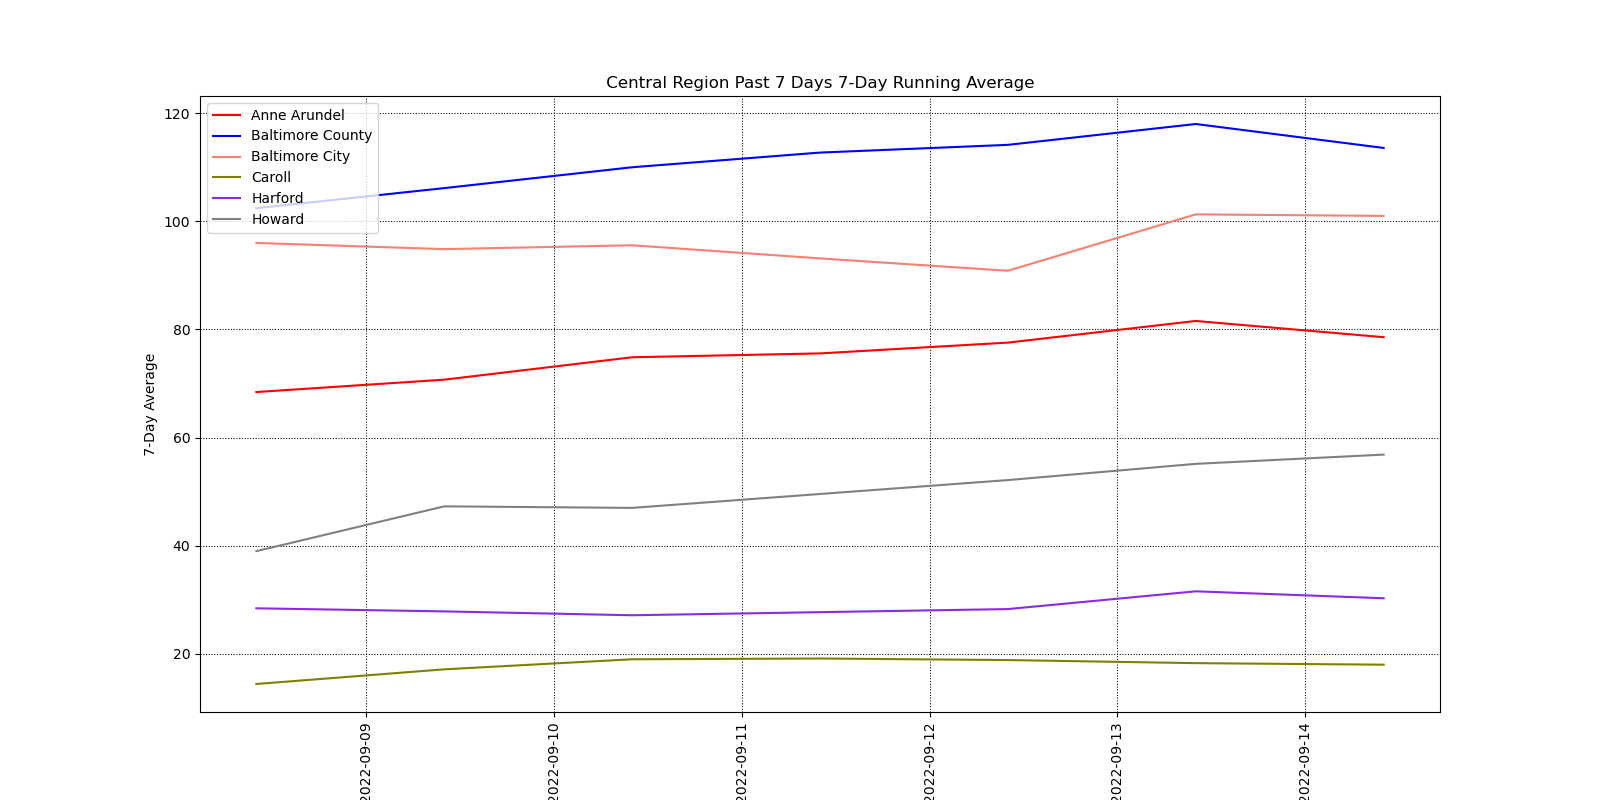 Central Region Past 7 Days 7-Day Running Average
Anne Arundel
Baltimore County
Baltimore City
Caroll
Harford
Howard
7-Day Average
120
100
80
60
40
20
2022-09-09
2022-09-10
2022-09-11
2022-09-12
2022-09-13
2022-09-14